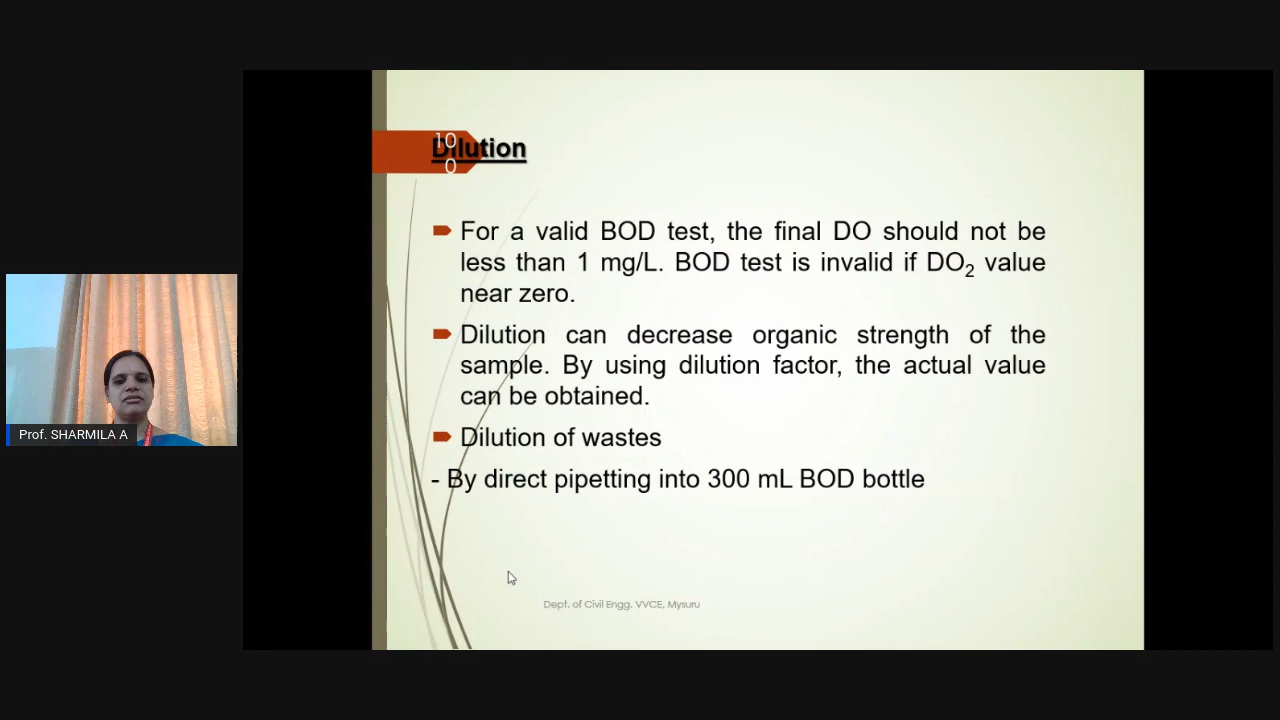 10
0
Dilution
For a valid BOD test, the final DO should not be
less than 1 mg/L. BOD test is invalid if DO2 value
near zero.
Dilution can decrease organic strength of the
sample. By using dilution factor, the actual value
can be obtained.
Dilution of wastes
- By direct pipetting into 300 mL BOD bottle
Dept. of Civil Engg. VVCE, Mysuru
Prof. SHARMILA A